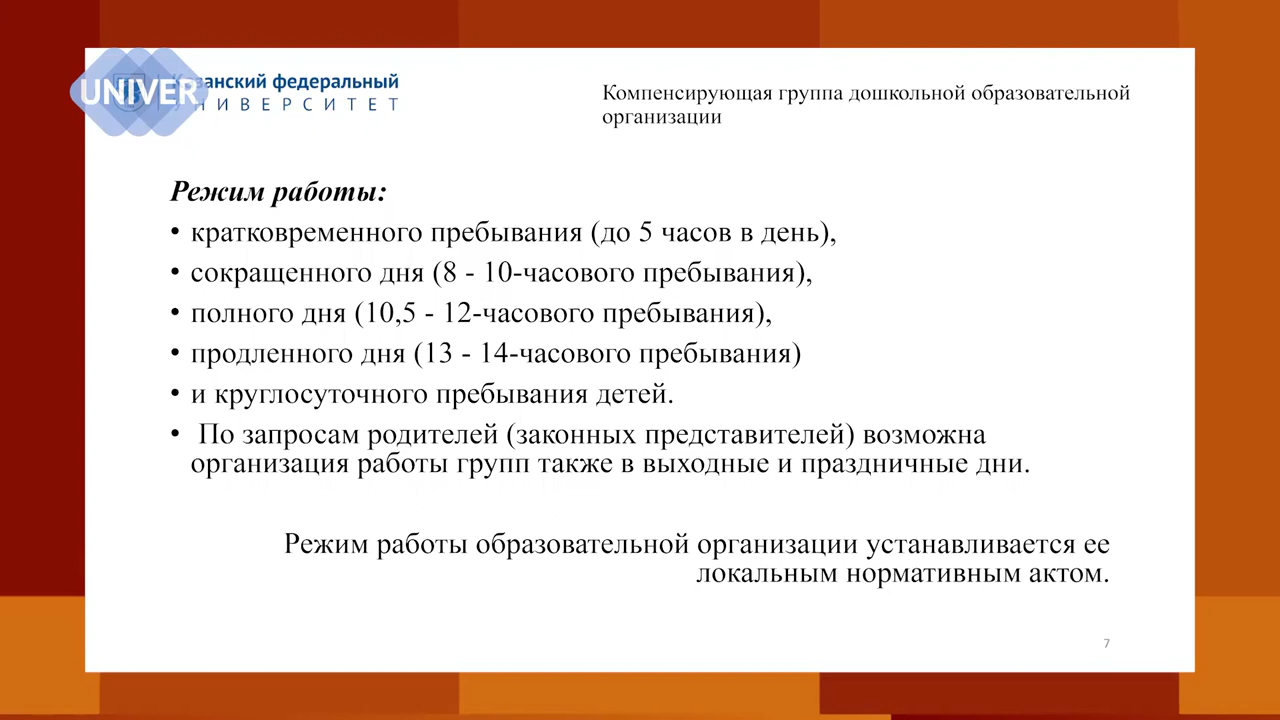 UNIVER
Казанский федеральный
УНИВЕРСИТЕТ
Компенсирующая группа дошкольной образовательной
организации
Режим работы:
• кратковременного пребывания (до 5 часов в день),
• сокращенного дня (8 - 10-часового пребывания),
• полного дня (10,5 - 12-часового пребывания),
• продленного дня (13 - 14-часового пребывания)
• и круглосуточного пребывания детей.
• По запросам родителей (законных представителей) возможна
организация работы групп также в выходные и праздничные дни.
Режим работы образовательной организации устанавливается ее
локальным нормативным актом.
7